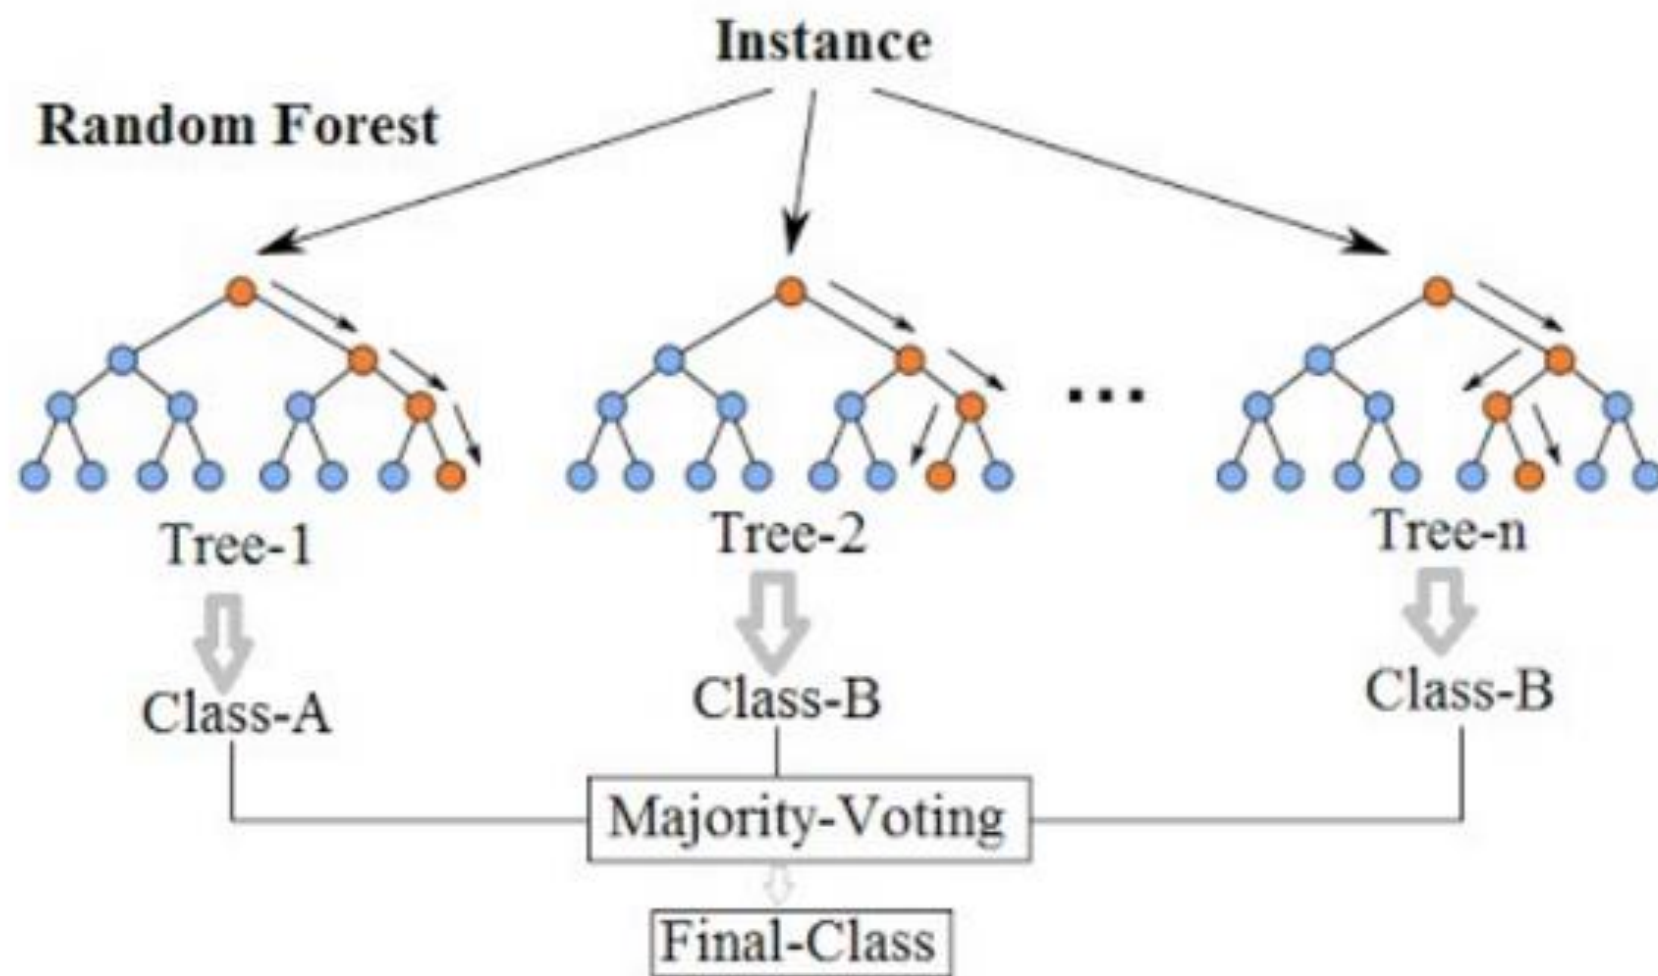 Instance
Random Forest
...
Tree-1
Tree-2
Tree-n
Class-A
Class-B
Class-B
Majority-Voting
Final-Class